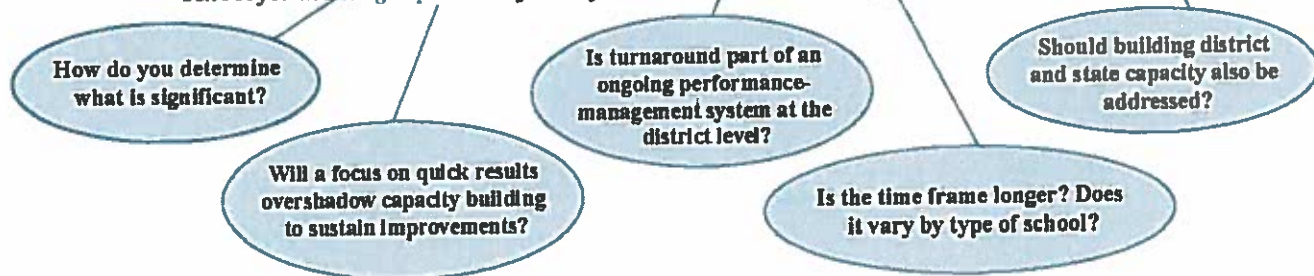 How do you determine
what is significant?
Will a focus on quick results
overshadow capacity building
to sustain improvements?
Is turnaround part of an
ongoing performance-
management system at the
district level?
Is the time frame longer? Does
it vary by type of school?
Should building district
and state capacity also be
addressed?